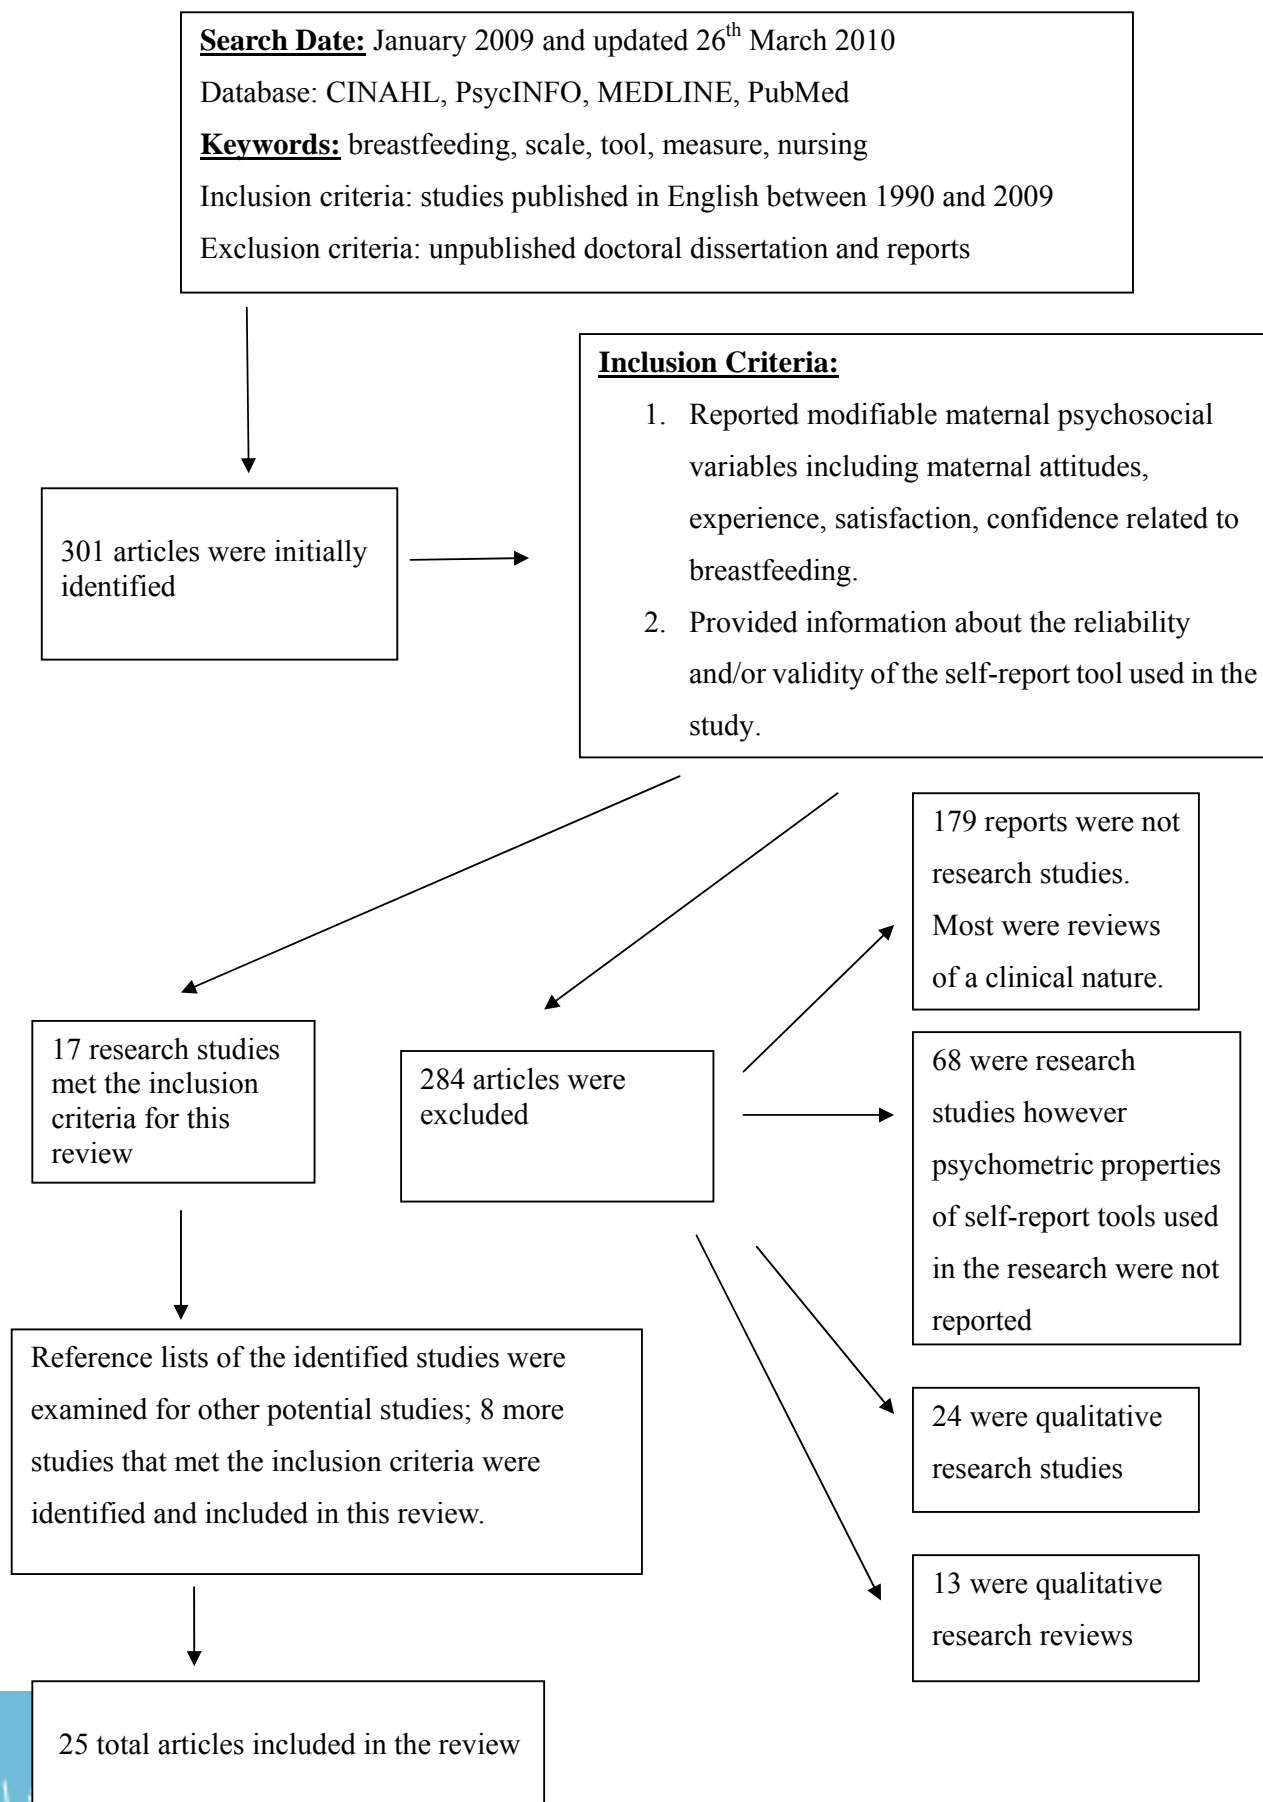 Search Date: January 2009 and updated 26th March 2010
Database: CINAHL, PsycINFO, MEDLINE, PubMed
Keywords: breastfeeding, scale, tool, measure, nursing
Inclusion criteria: studies published in English between 1990 and 2009
Exclusion criteria: unpublished doctoral dissertation and reports
301 articles were initially
identified
Inclusion Criteria:
1. Reported modifiable maternal psychosocial
variables including maternal attitudes,
experience, satisfaction, confidence related to
breastfeeding.
2. Provided information about the reliability
and/or validity of the self-report tool used in the
study.
17 research studies
met the inclusion
criteria for this
review
284 articles were
excluded
179 reports were not
research studies.
Most were reviews
of a clinical nature.
68 were research
studies however
psychometric properties
of self-report tools used
in the research were not
reported
24 were qualitative
research studies
13 were qualitative
research reviews
Reference lists of the identified studies were
examined for other potential studies; 8 more
studies that met the inclusion criteria were
identified and included in this review.
25 total articles included in the review